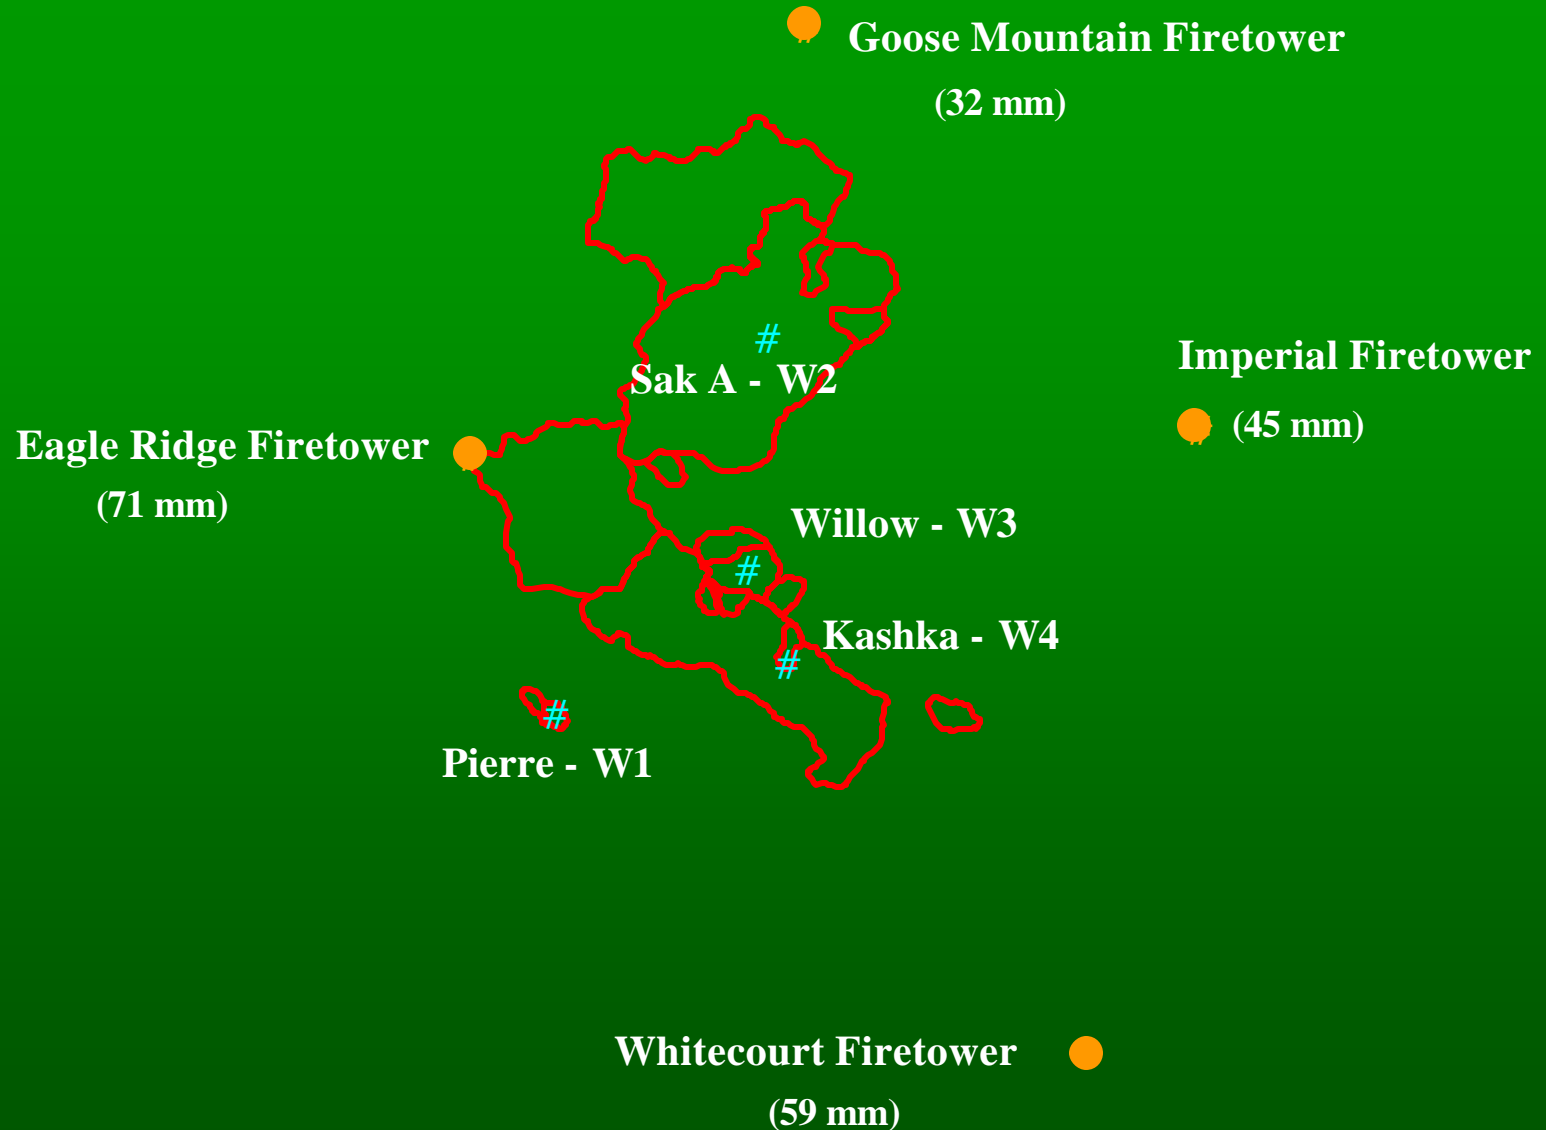 Goose Mountain Firetower
(32 mm)
#
Imperial Firetower
Sak A - W2
(45 mm)
Eagle Ridge Firetower
(71 mm)
Willow - W3
#
Kashka - W4
#
#
Pierre - W1
Whitecourt Firetower
(59 mm)